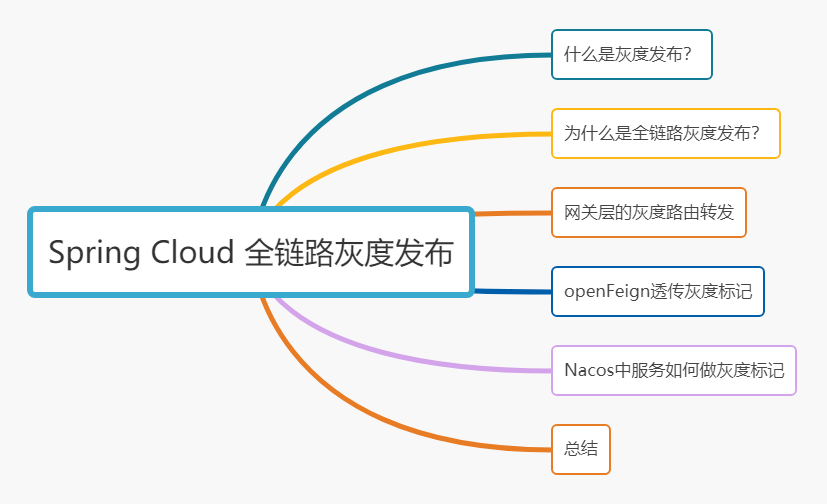 什么是灰度发布？
为什么是全链路灰度发布？
网关层的灰度路由转发
Spring Cloud 全链路灰度发布
openFeign透传灰度标记
Nacos中服务如何做灰度标记
总结